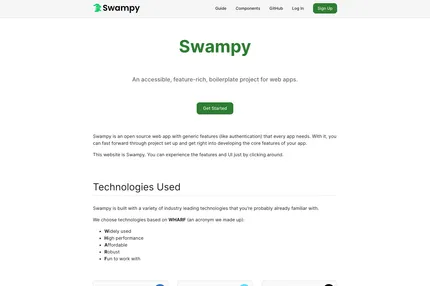 Swampy
Guide Components GitHub Log In Sign Up
Swampy
An accessible, feature-rich, boilerplate project for web apps.
Get Started
Swampy is an open source web app with generic features (like authentication) that every app needs. With it, you
can fast forward through project set up and get right into developing the core features of your app.
This website is Swampy. You can experience the features and UI just by clicking around.
Technologies Used
Swampy is built with a variety of industry leading technologies that you're probably already familiar with.
We choose technologies based on WHARF (an acronym we made up):
Widely used
High performance
Affordable
Robust
Fun to work with